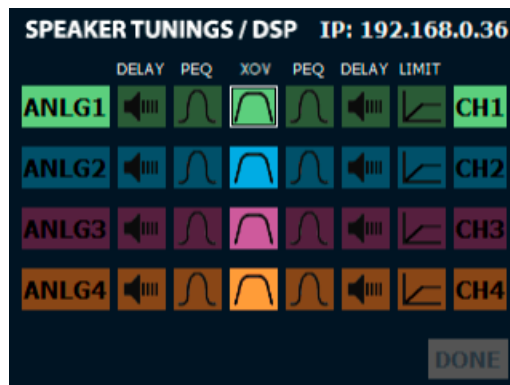 SPEAKER TUNINGS / DSP IP: 192.168.0.36
DELAY PEQ XOV PEQ DELAY LIMIT
ANLG1 CH1
ANLG2 CH2
ANLG3 CH3
ANLG4 CH4
DONE